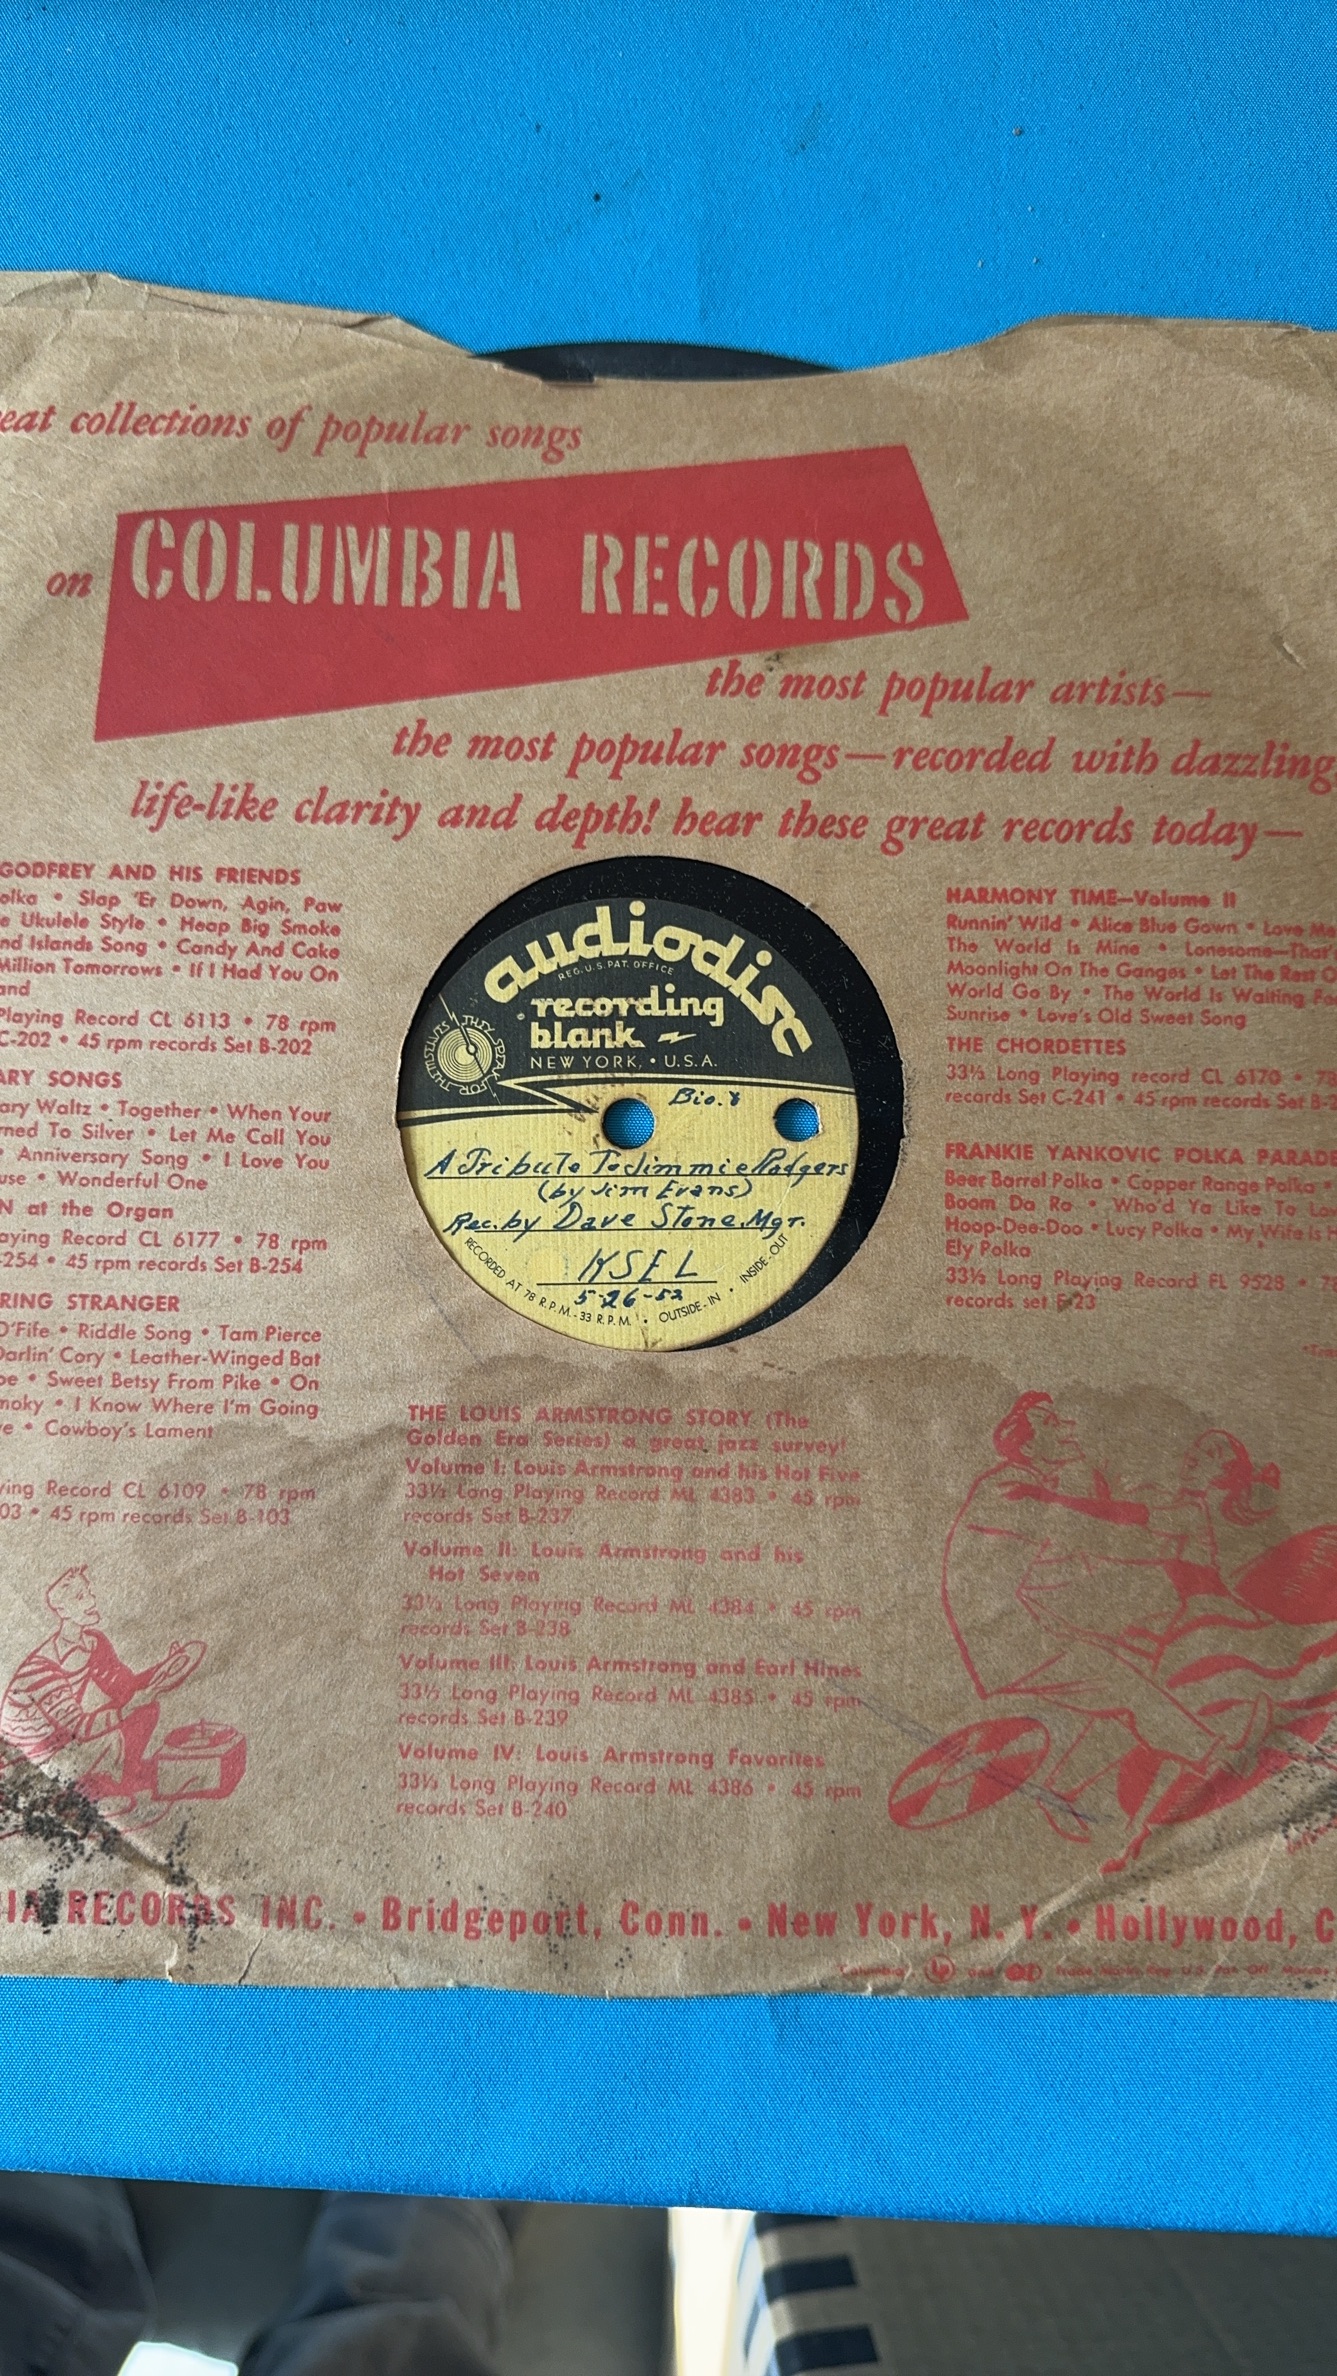 collections of popular songs
on COLUMBIA RECORDS
the most popular artists—
the most popular songs—recorded with dazzling
life-like clarity and depth! hear these great records today—
GODFREY AND HIS FRIENDS
• Slap 'Er Down, Agin, Paw
Ukulele Style • Heap Big Smoke
Islands Song • Candy And Cake
Million Tomorrows • If I Had You On
Playing Record CL 6113 • 78 rpm
C-202 • 45 rpm records Set B-202
SONGS
Waltz • Together • When Your
To Silver • Let Me Call You
• Anniversary Song • I Love You
• Wonderful One
at the Organ
Record CL 6177 • 78 rpm
254 • 45 rpm records Set B-254
STRANGER
O'Fife • Riddle Song • Tam Pierce
Darlin' Cory • Leather-Winged Bat
• Sweet Betsy From Pike • On
• I Know Where I'm Going
• Cowboy's Lament
Record CL 6109 • 78 rpm
03 • 45 rpm records Set B-103
audiodisc
REG. U.S. PAT. OFFICE
recording
blank
NEW YORK, • U.S.A.
THEY SPEAK FOR THEMSELVES
A Tribute To Jimmie Rodgers
(by Jim Evans)
Rec. by Dave Stone, Mgr.
KSEL
5-26-52
RECORDED AT 78 R.P.M.-33 R.P.M. • OUTSIDE-IN • INSIDE-OUT
HARMONY TIME—Volume II
Runnin' Wild • Alice Blue Gown • Love Me
The World Is Mine • Lonesome—That's
Moonlight On The Ganges • Let The Rest O
World Go By • The World Is Waiting Fo
Sunrise • Love's Old Sweet Song
THE CHORDETTES
33⅓ Long Playing record CL 6170 • 78
records Set C-241 • 45 rpm records Set B-2
FRANKIE YANKOVIC POLKA PARADE
Beer Barrel Polka • Copper Range Polka •
Boom Da Ra • Who'd Ya Like To
Hoop-Dee-Doo • Lucy Polka • My Wife Is H
Ely Polka
33⅓ Long Playing Record FL 9528 • 7
records set F-23
THE LOUIS ARMSTRONG STORY (The
Golden Era Series) a great jazz survey!
Volume I: Louis Armstrong and his Hot Five
33⅓ Long Playing Record ML 4383 • 45 rpm
records Set B-237
Volume II: Louis Armstrong and his
Hot Seven
33⅓ Long Playing Record ML 4384 • 45 rpm
records Set B-238
Volume III: Louis Armstrong and Earl Hines
33⅓ Long Playing Record ML 4385 • 45 rpm
records Set B-239
Volume IV: Louis Armstrong Favorites
33⅓ Long Playing Record ML 4386 • 45 rpm
records Set B-240
RECORDS INC. • Bridgeport, Conn. • New York, N. Y. • Hollywood, C